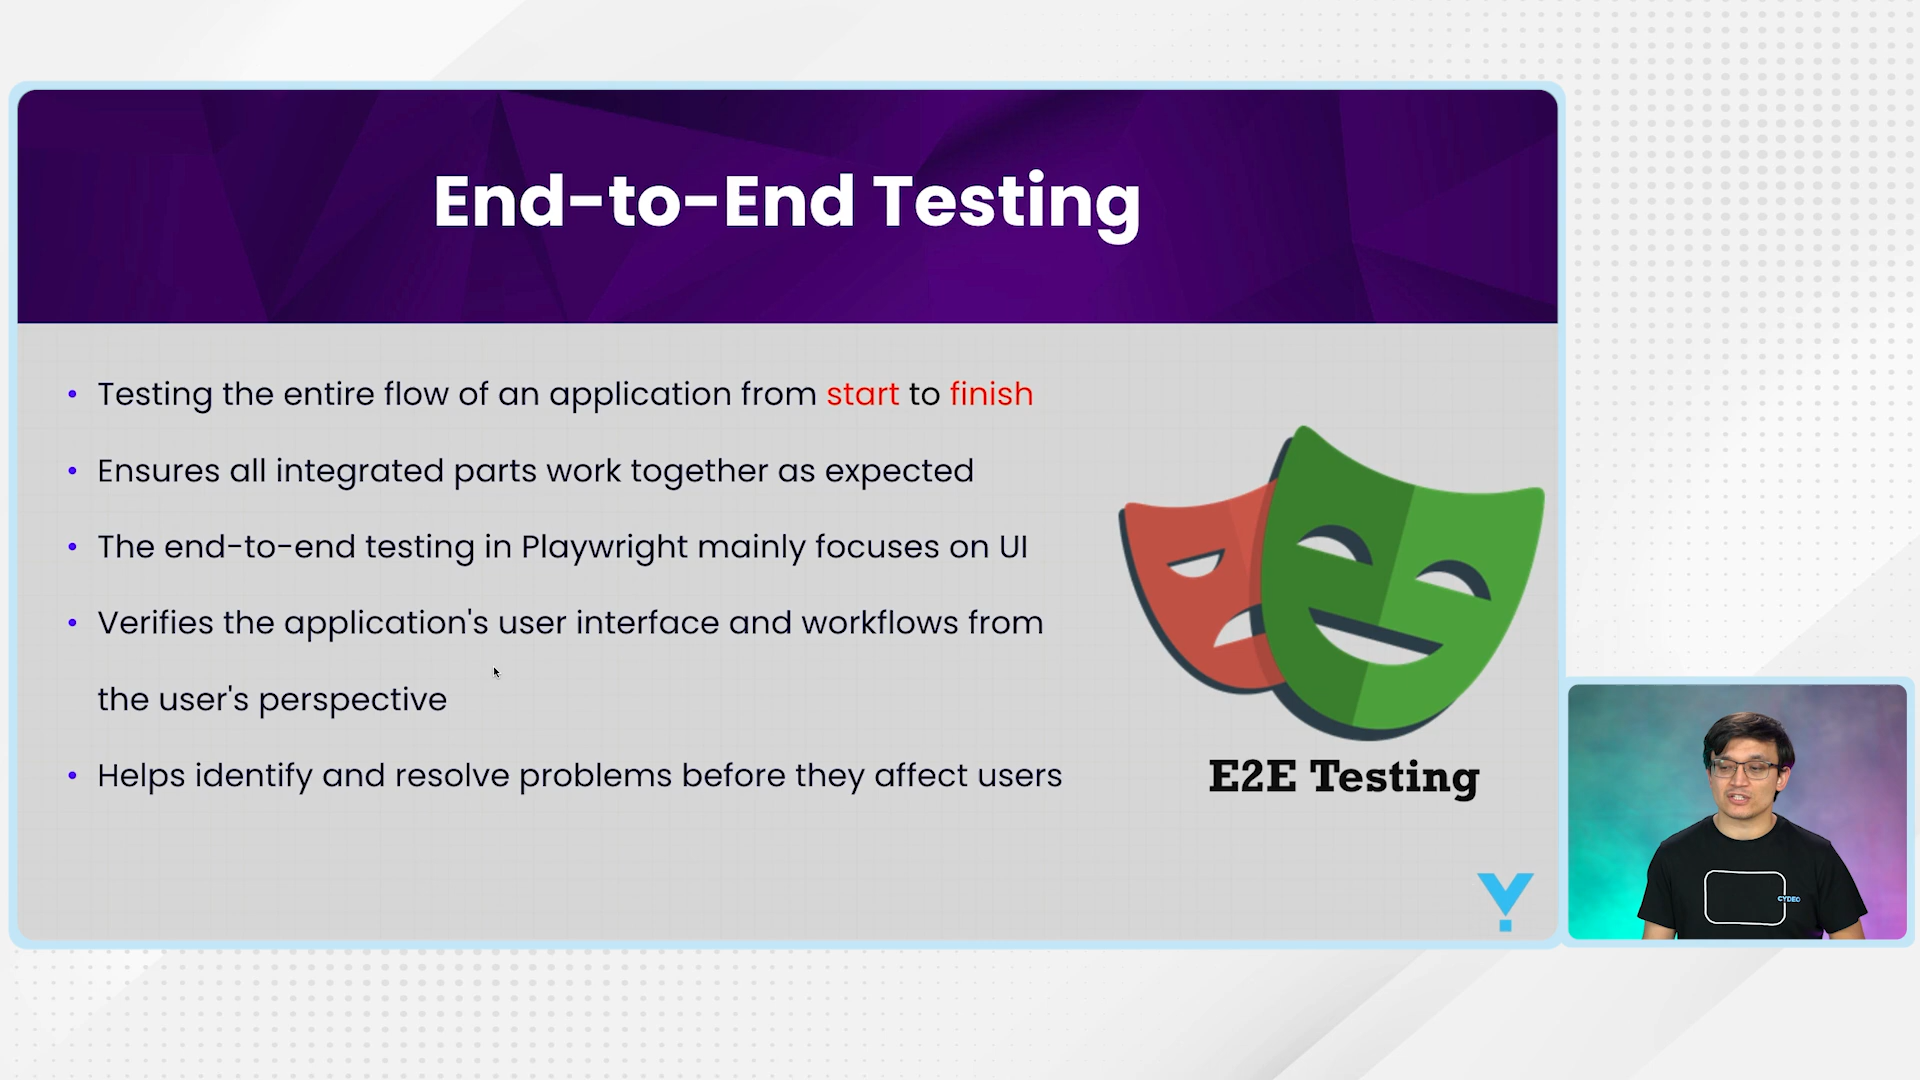 End-to-End Testing
• Testing the entire flow of an application from start to finish
• Ensures all integrated parts work together as expected
• The end-to-end testing in Playwright mainly focuses on UI
• Verifies the application's user interface and workflows from
the user's perspective
• Helps identify and resolve problems before they affect users
E2E Testing
CYDEO